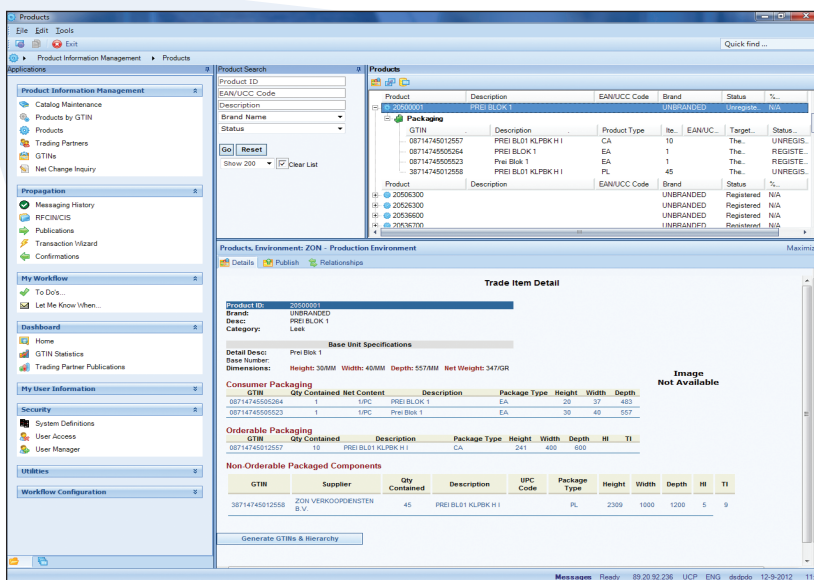 Products
File Edit Tools
Exit
Quick find ...
Product Information Management Products
Applications
Product Information Management
Catalog Maintenance
Products by GTIN
Products
Trading Partners
GTINs
Net Change Inquiry
Propagation
Messaging History
RFCIN/CIS
Publications
Transaction Wizard
Confirmations
My Workflow
To Do's...
Let Me Know When...
Dashboard
Home
GTIN Statistics
Trading Partner Publications
My User Information
Security
System Definitions
User Access
User Manager
Utilities
Workflow Configuration
Product Search
Product ID
EAN/UCC Code
Description
Brand Name
Status
Go Reset
Show 200 Clear List
Products
Product Description EAN/UCC Code Brand Status %...
20500001 PREI BLOK 1 UNBRANDED Unregiste... N/A
Packaging
GTIN Description Product Type Ite... EAN/UC... Target... Status...
08714745012557 PREI BL01 KLPBK H I CA 10 The... UNREGIS...
08714745505264 PREI BLOK 1 EA 1 The... REGISTE...
08714745505523 Prei Blok 1 EA 1 The... REGISTE...
38714745012558 PREI BL01 KLPBK H I PL 45 The... UNREGIS...
Product Description EAN/UCC Code Brand Status %...
20506300 UNBRANDED Registered N/A
20526300 UNBRANDED Registered N/A
20536600 UNBRANDED Registered N/A
20536700 UNBRANDED Registered N/A
Products, Environment: ZON - Production Environment Maximiz
Details Publish Relationships
Trade Item Detail
Product ID: 20500001
Brand: UNBRANDED
Desc: PREI BLOK 1
Category: Leek
Base Unit Specifications
Detail Desc: Prei Blok 1
Base Number:
Dimensions: Height: 30/MM Width: 40/MM Depth: 557/MM Net Weight: 347/GR
Image
Not Available
Consumer Packaging
GTIN Qty Contained Net Content Description Package Type Height Width Depth
08714745505264 1 1/PC PREI BLOK 1 EA 20 37 483
08714745505523 1 1/PC Prei Blok 1 EA 30 40 557
Orderable Packaging
GTIN Qty Contained Description Package Type Height Width Depth HI TI
08714745012557 10 PREI BL01 KLPBK H I CA 241 400 600
Non-Orderable Packaged Components
GTIN Supplier Qty Contained Description UPC Code Package Type Height Width Depth HI TI
38714745012558 ZON VERKOOPDIENSTEN B.V. 45 PREI BL01 KLPBK H I PL 2309 1000 1200 5 9
Generate GTINs & Hierarchy
Messages Ready 89.20.92.236 UCP ENG dsdpdo 12-9-2012 11